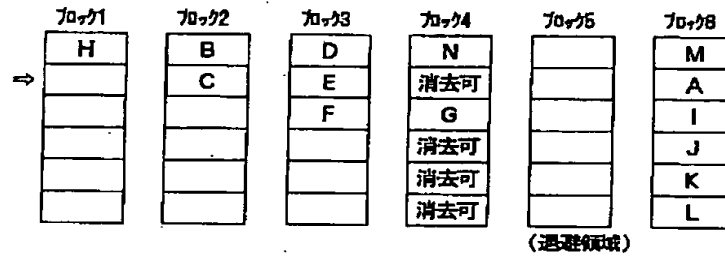 ブロック1 ブロック2 ブロック3 ブロック4 ブロック5 ブロック6
H B D N M
⇨ C E 消去可 A
F G I
消去可 J
消去可 K
消去可 L
(退避領域)